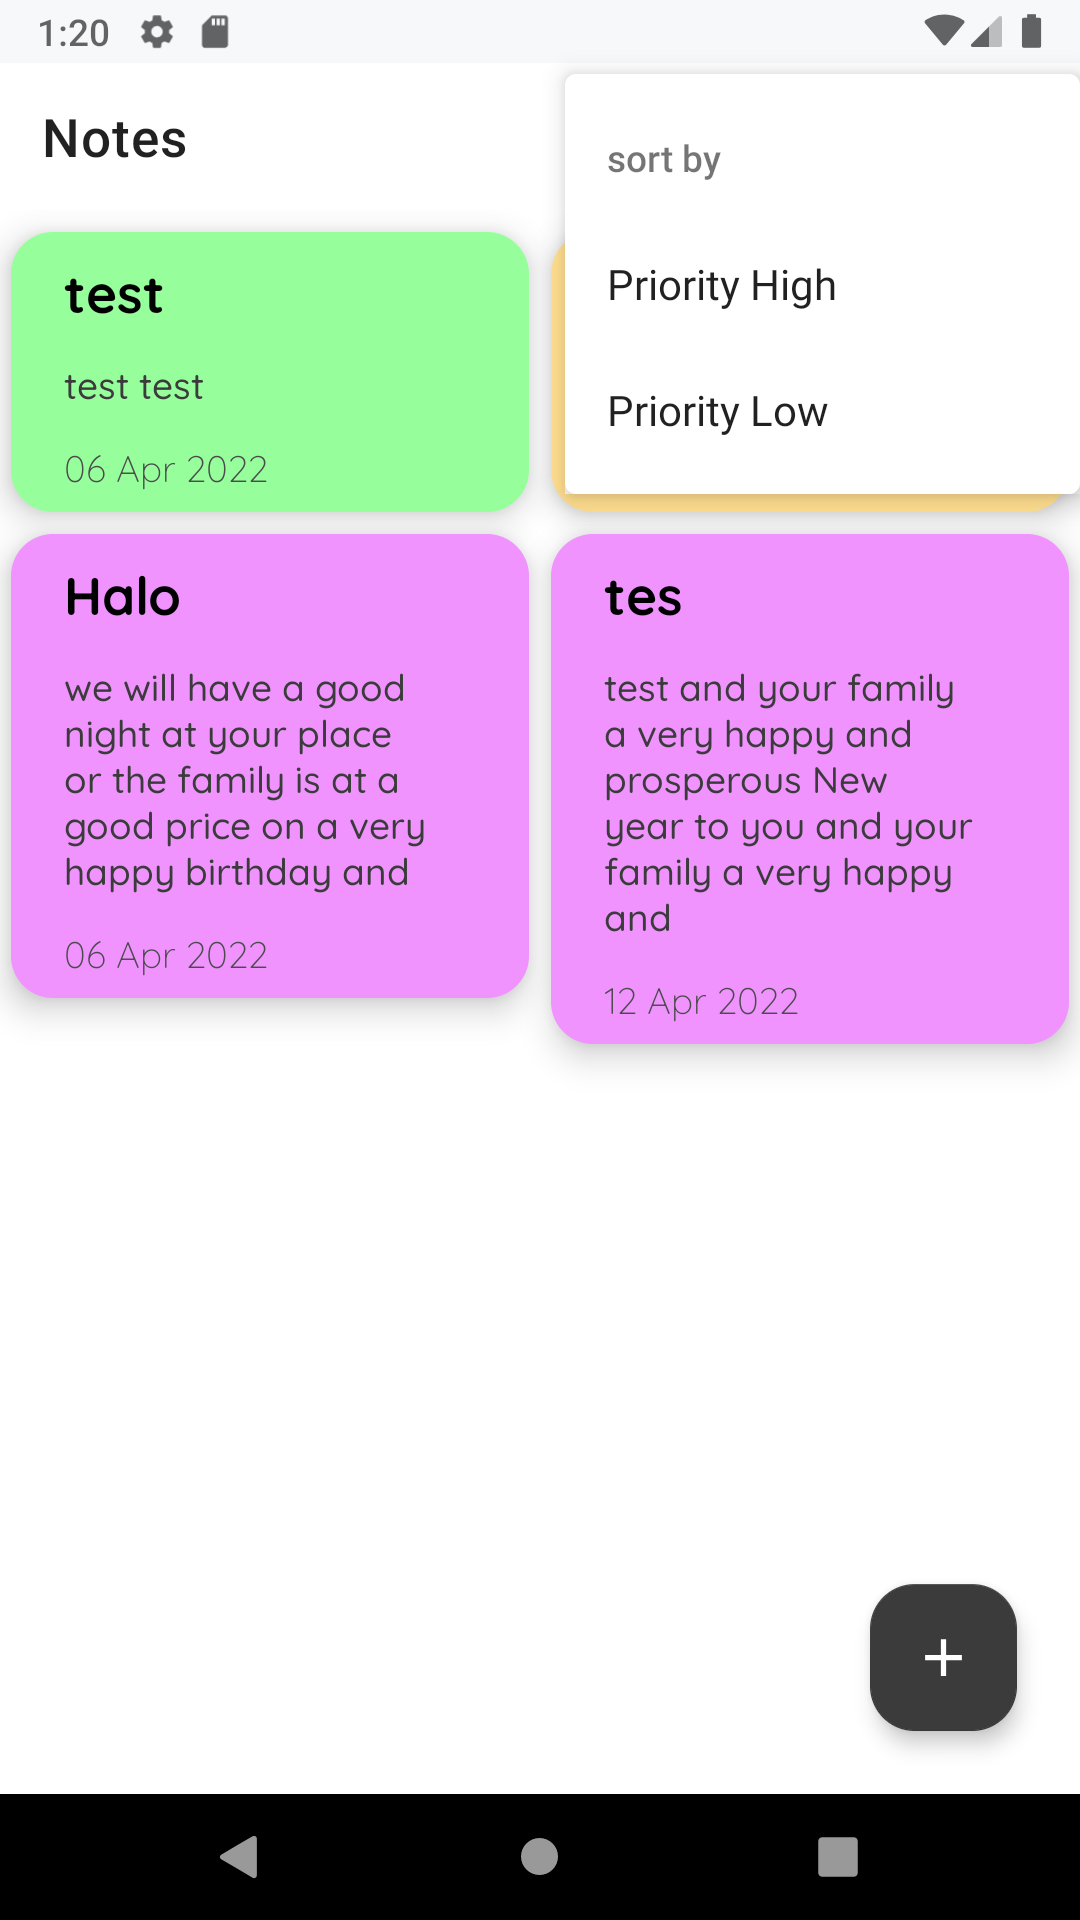 1:20
Notes
sort by
Priority High
Priority Low
test
test test
06 Apr 2022
Halo
we will have a good
night at your place
or the family is at a
good price on a very
happy birthday and
06 Apr 2022
tes
test and your family
a very happy and
prosperous New
year to you and your
family a very happy
and
12 Apr 2022